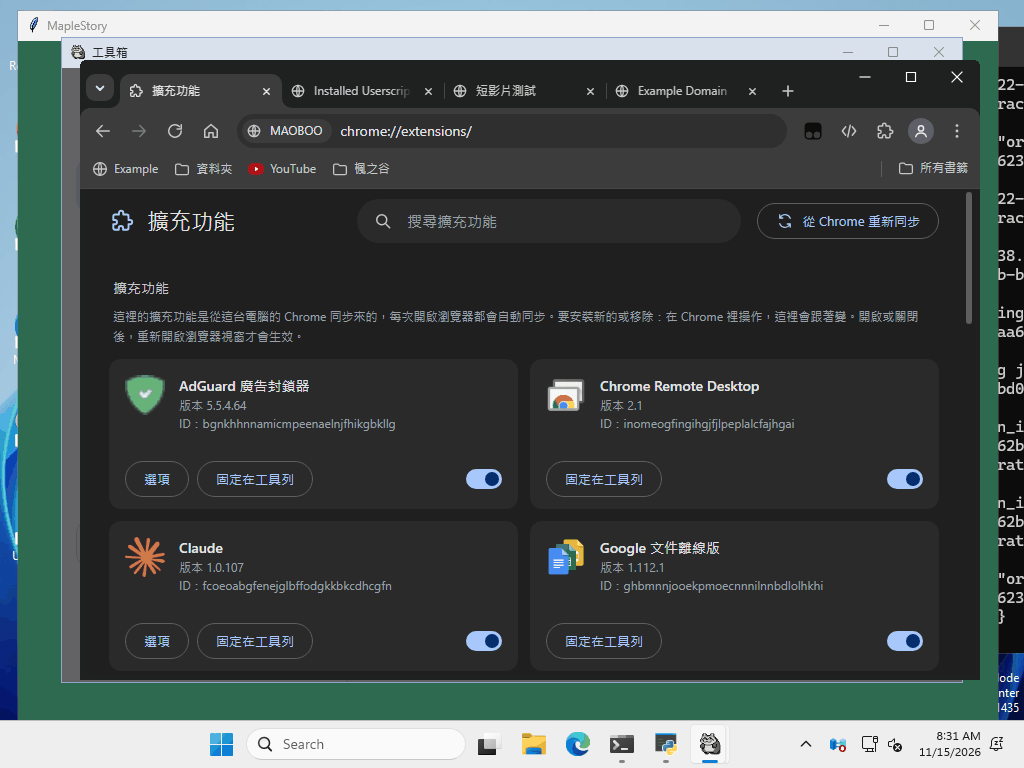 MapleStory
工具箱
擴充功能
Installed Userscrip
短影片測試
Example Domain
MAOBOO
chrome://extensions/
Example
資料夾
YouTube
楓之谷
所有書籤
擴充功能
搜尋擴充功能
從 Chrome 重新同步
擴充功能
這裡的擴充功能是從這台電腦的 Chrome 同步來的，每次開啟瀏覽器都會自動同步。要安裝新的或移除：在 Chrome 裡操作，這裡會跟著變。開啟或關閉
後，重新開啟瀏覽器視窗才會生效。
AdGuard 廣告封鎖器
版本 5.5.4.64
ID：bgnkhhnnamicmpeenaelnjfhikgbkllg
選項
固定在工具列
Chrome Remote Desktop
版本 2.1
ID：inomeogfingihgjfjlpeplalcfajhgai
固定在工具列
Claude
版本 1.0.107
ID：fcoeoabgfenejglbffodgkkbkcdhcgfn
選項
固定在工具列
Google 文件離線版
版本 1.112.1
ID：ghbmnnjooekpmoecnnnilnnbdlolhkhi
固定在工具列
Search
8:31 AM
11/15/2026